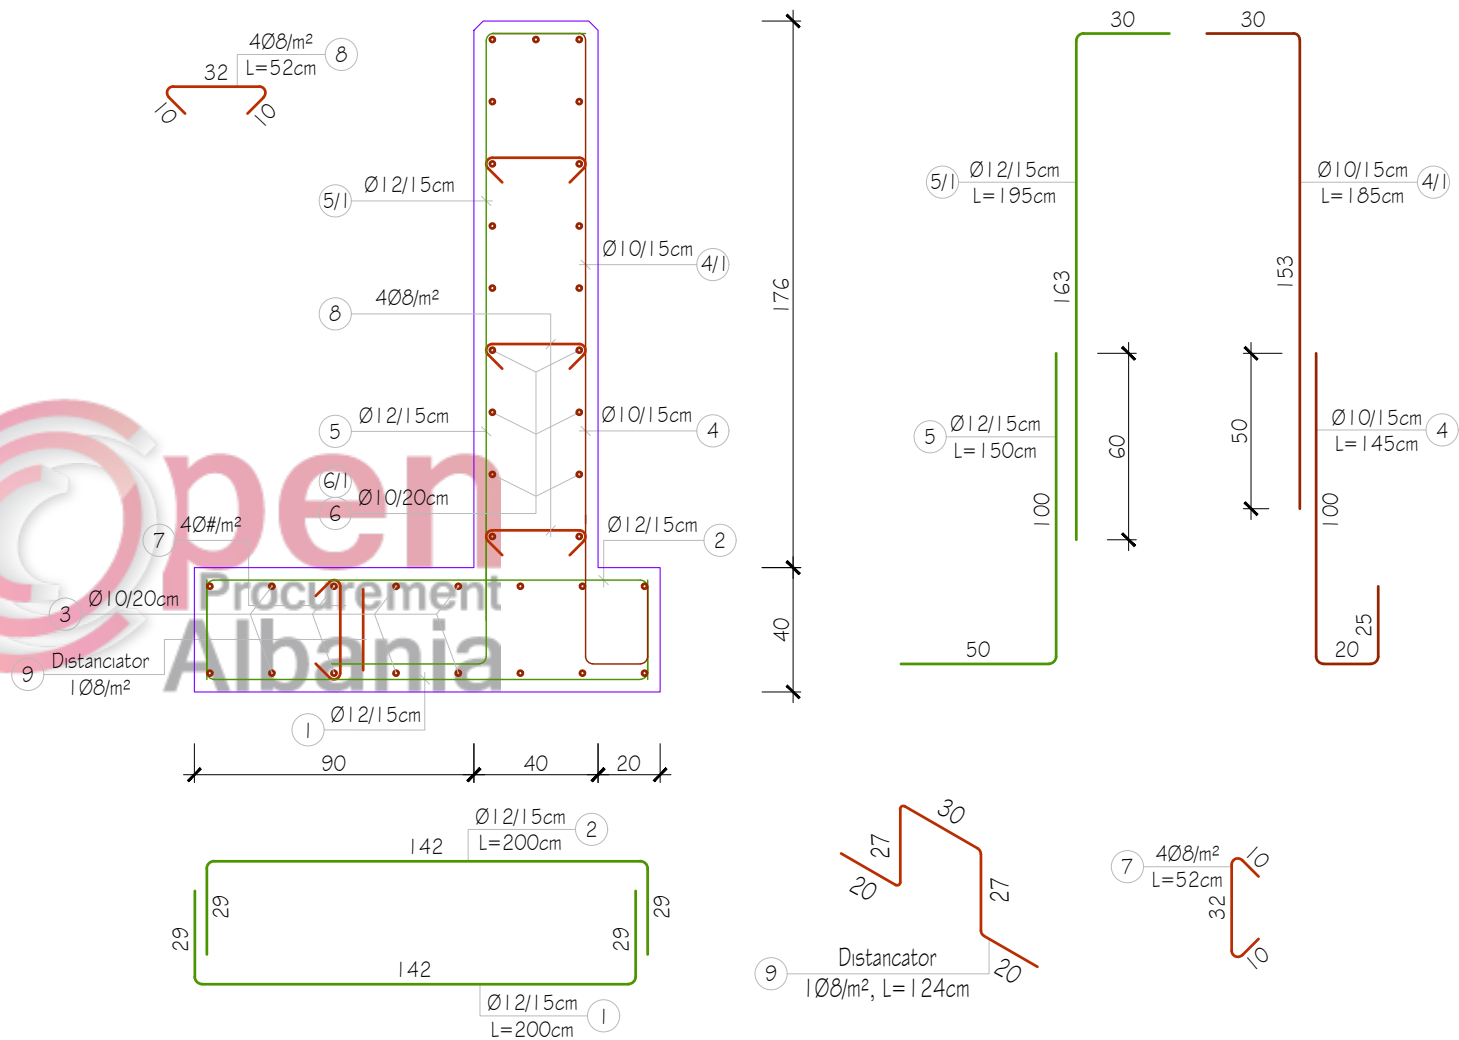 4Ø8/m²
L=52cm
8
32
10
10
5/1
Ø12/15cm
Ø10/15cm
4/1
8
4Ø8/m²
5
Ø12/15cm
Ø10/15cm
4
6/1
6
Ø10/20cm
7
4Ø#/m²
Ø12/15cm
2
3
Ø10/20cm
9
Distanciator
1Ø8/m²
1
Ø12/15cm
Open
Procurement
Albania
176
40
90
40
20
30
30
5/1
Ø12/15cm
L=195cm
Ø10/15cm
L=185cm
4/1
163
153
5
Ø12/15cm
L=150cm
60
50
Ø10/15cm
L=145cm
4
100
100
50
20
25
Ø12/15cm
L=200cm
2
142
29
29
29
29
142
Ø12/15cm
L=200cm
1
30
27
20
27
20
9
Distancator
1Ø8/m², L=124cm
7
4Ø8/m²
L=52cm
10
32
10